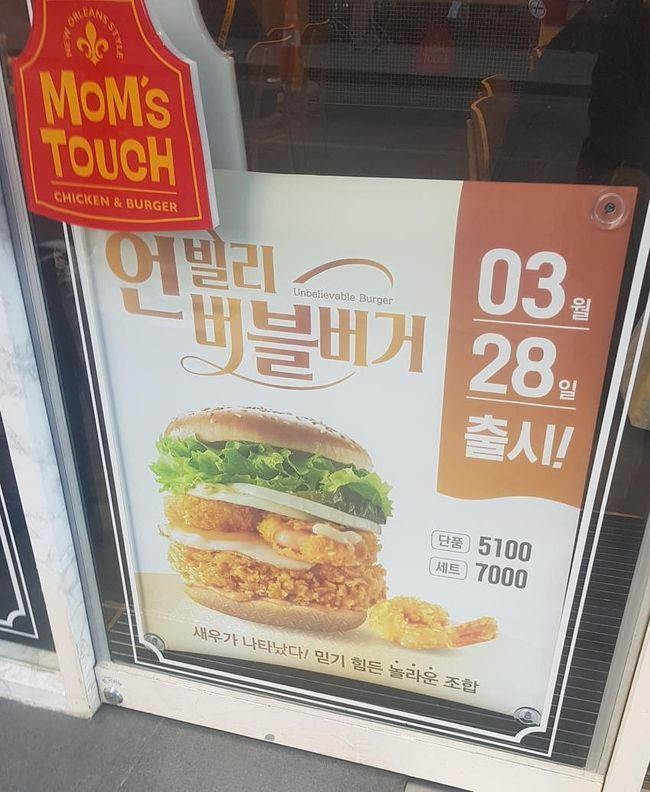 NEW ORLEANS STYLE
MOM'S
TOUCH
CHICKEN & BURGER
언빌리
버블버거
Unbelievable Burger
03월
28일
출시!
단품 5100
세트 7000
새우가 나타났다! 믿기 힘든 놀라운 조합